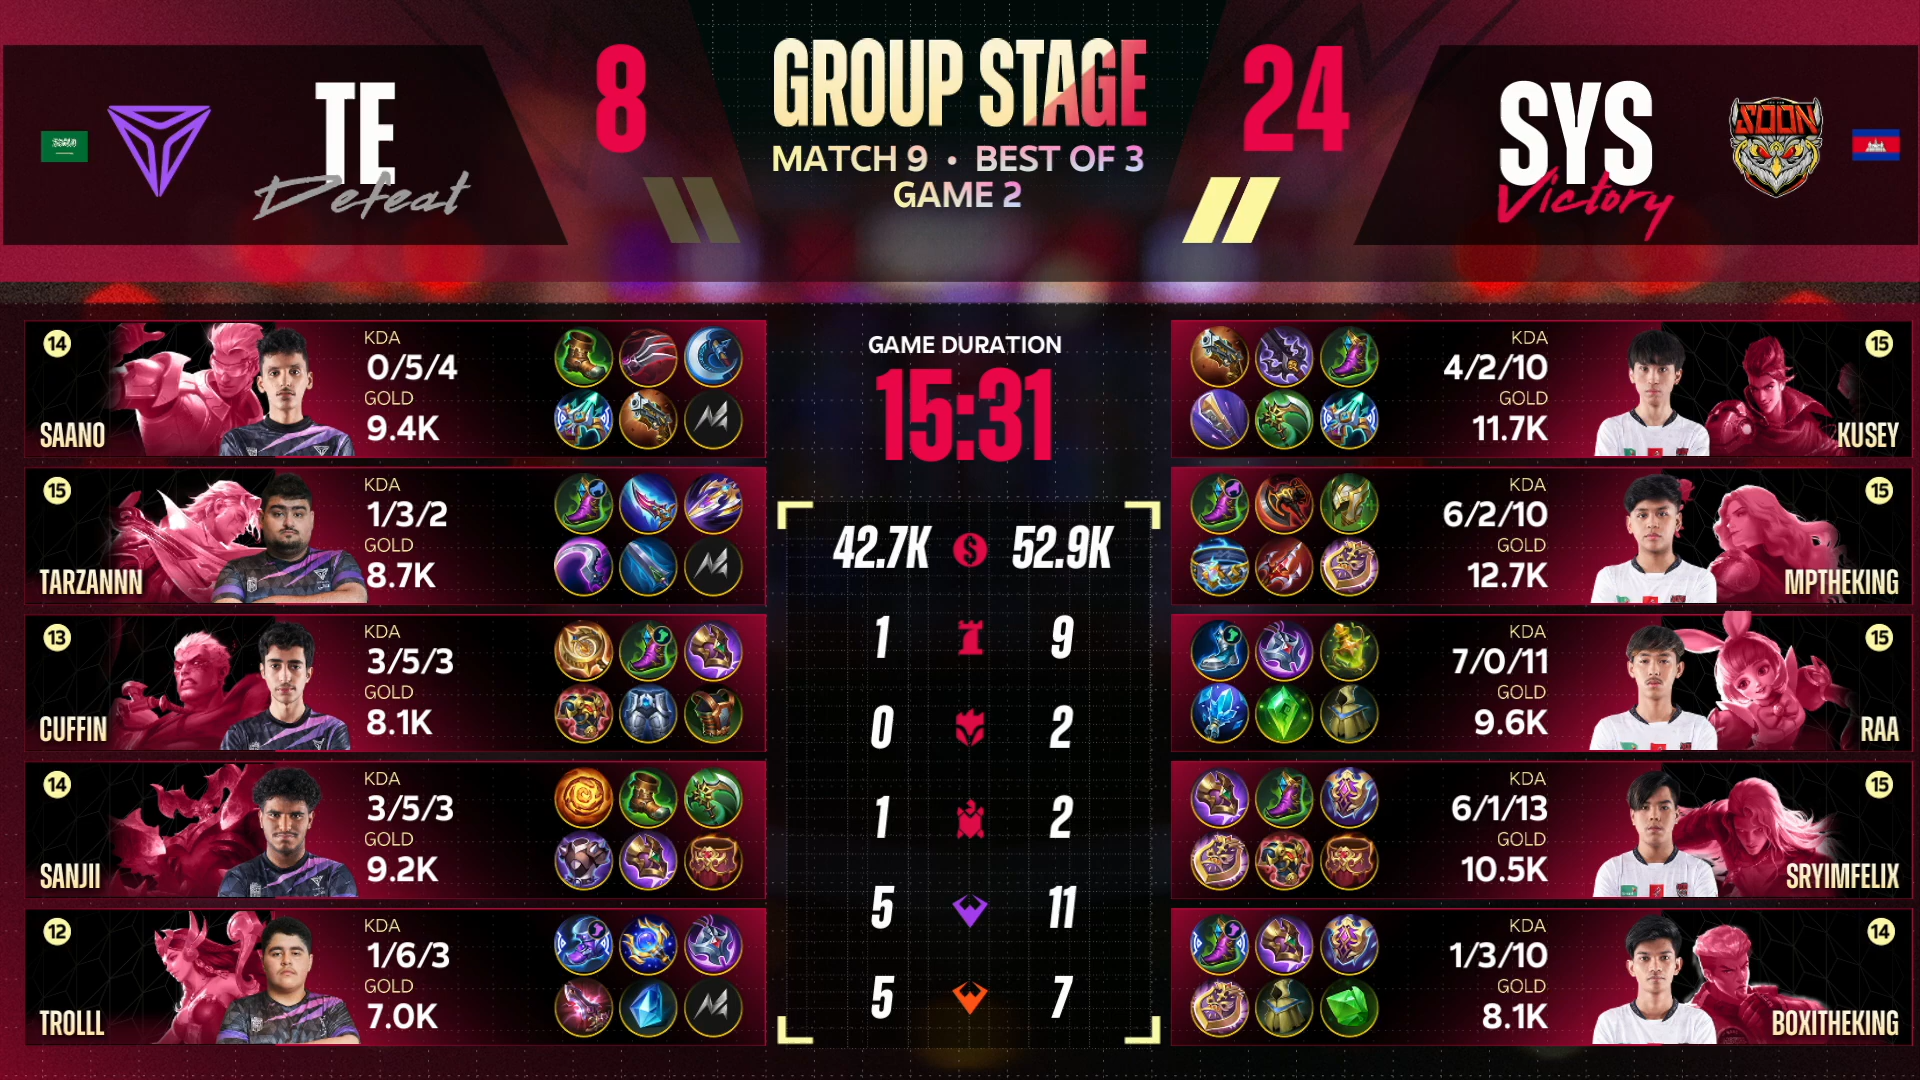 TE
Defeat
8
GROUP STAGE
MATCH 9 • BEST OF 3
GAME 2
24
SYS
Victory
SOON
14
SAANO
KDA
0/5/4
GOLD
9.4K
15
TARZANNN
KDA
1/3/2
GOLD
8.7K
13
CUFFIN
KDA
3/5/3
GOLD
8.1K
14
SANJII
KDA
3/5/3
GOLD
9.2K
12
TROLLL
KDA
1/6/3
GOLD
7.0K
GAME DURATION
15:31
42.7K 52.9K
1 9
0 2
1 2
5 11
5 7
KDA
4/2/10
GOLD
11.7K
15
KUSEY
KDA
6/2/10
GOLD
12.7K
15
MPTHEKING
KDA
7/0/11
GOLD
9.6K
15
RAA
KDA
6/1/13
GOLD
10.5K
15
SRYIMFELIX
KDA
1/3/10
GOLD
8.1K
14
BOXITHEKING